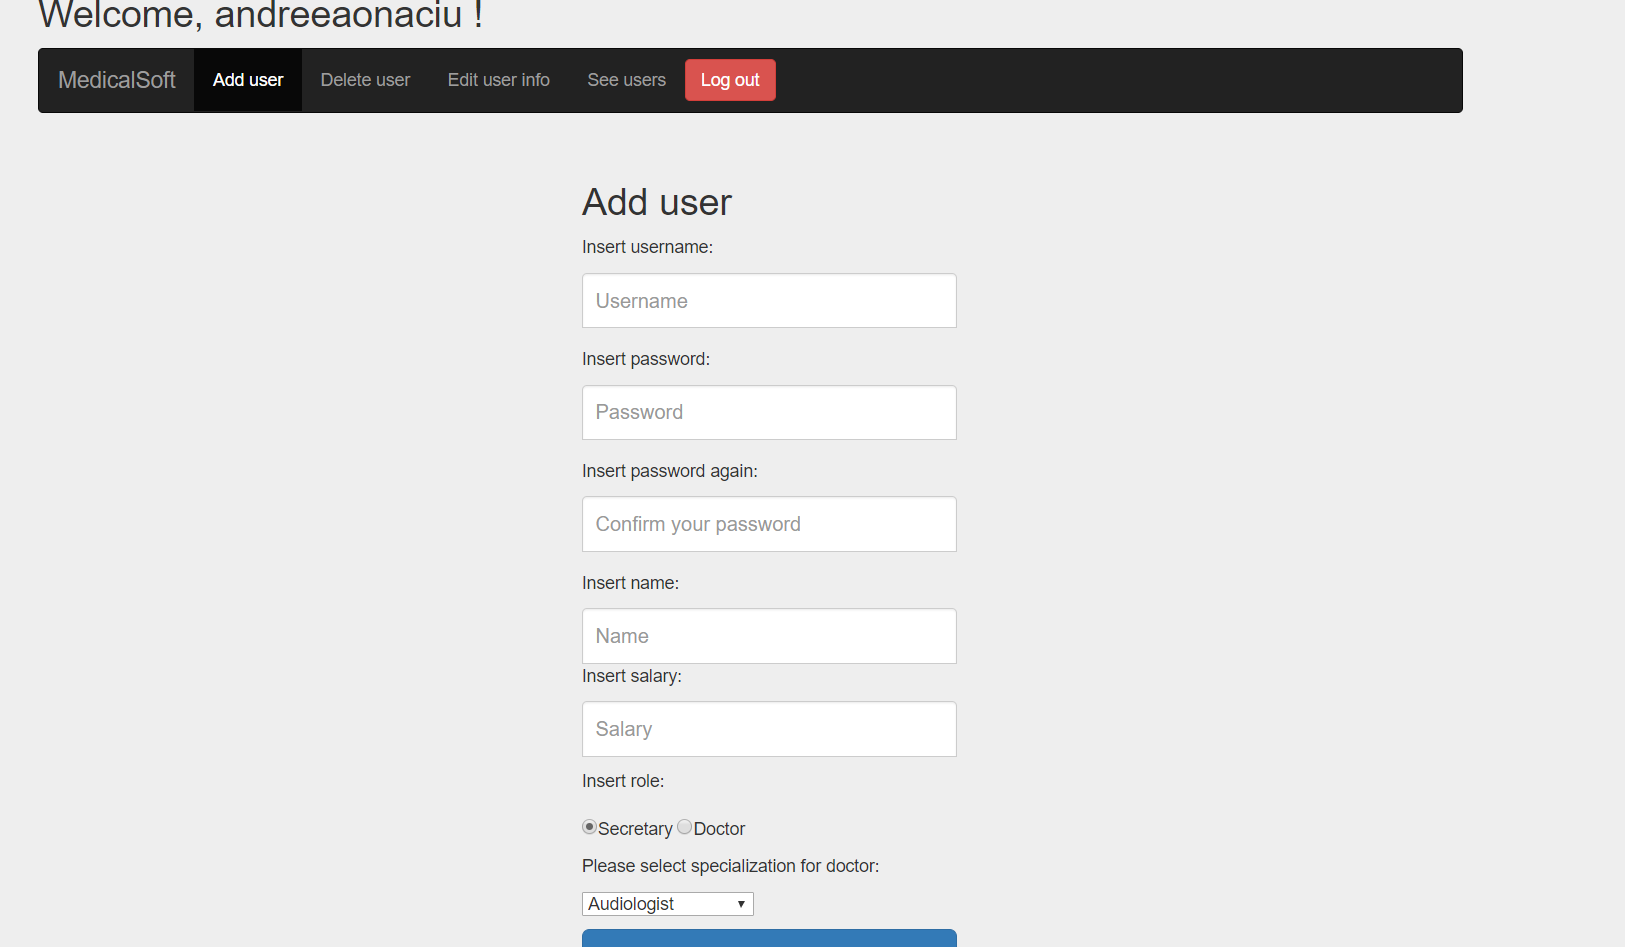 Welcome, andreeaonaciu !
MedicalSoft Add user Delete user Edit user info See users Log out
Add user
Insert username:
Username
Insert password:
Password
Insert password again:
Confirm your password
Insert name:
Name
Insert salary:
Salary
Insert role:
Secretary Doctor
Please select specialization for doctor:
Audiologist